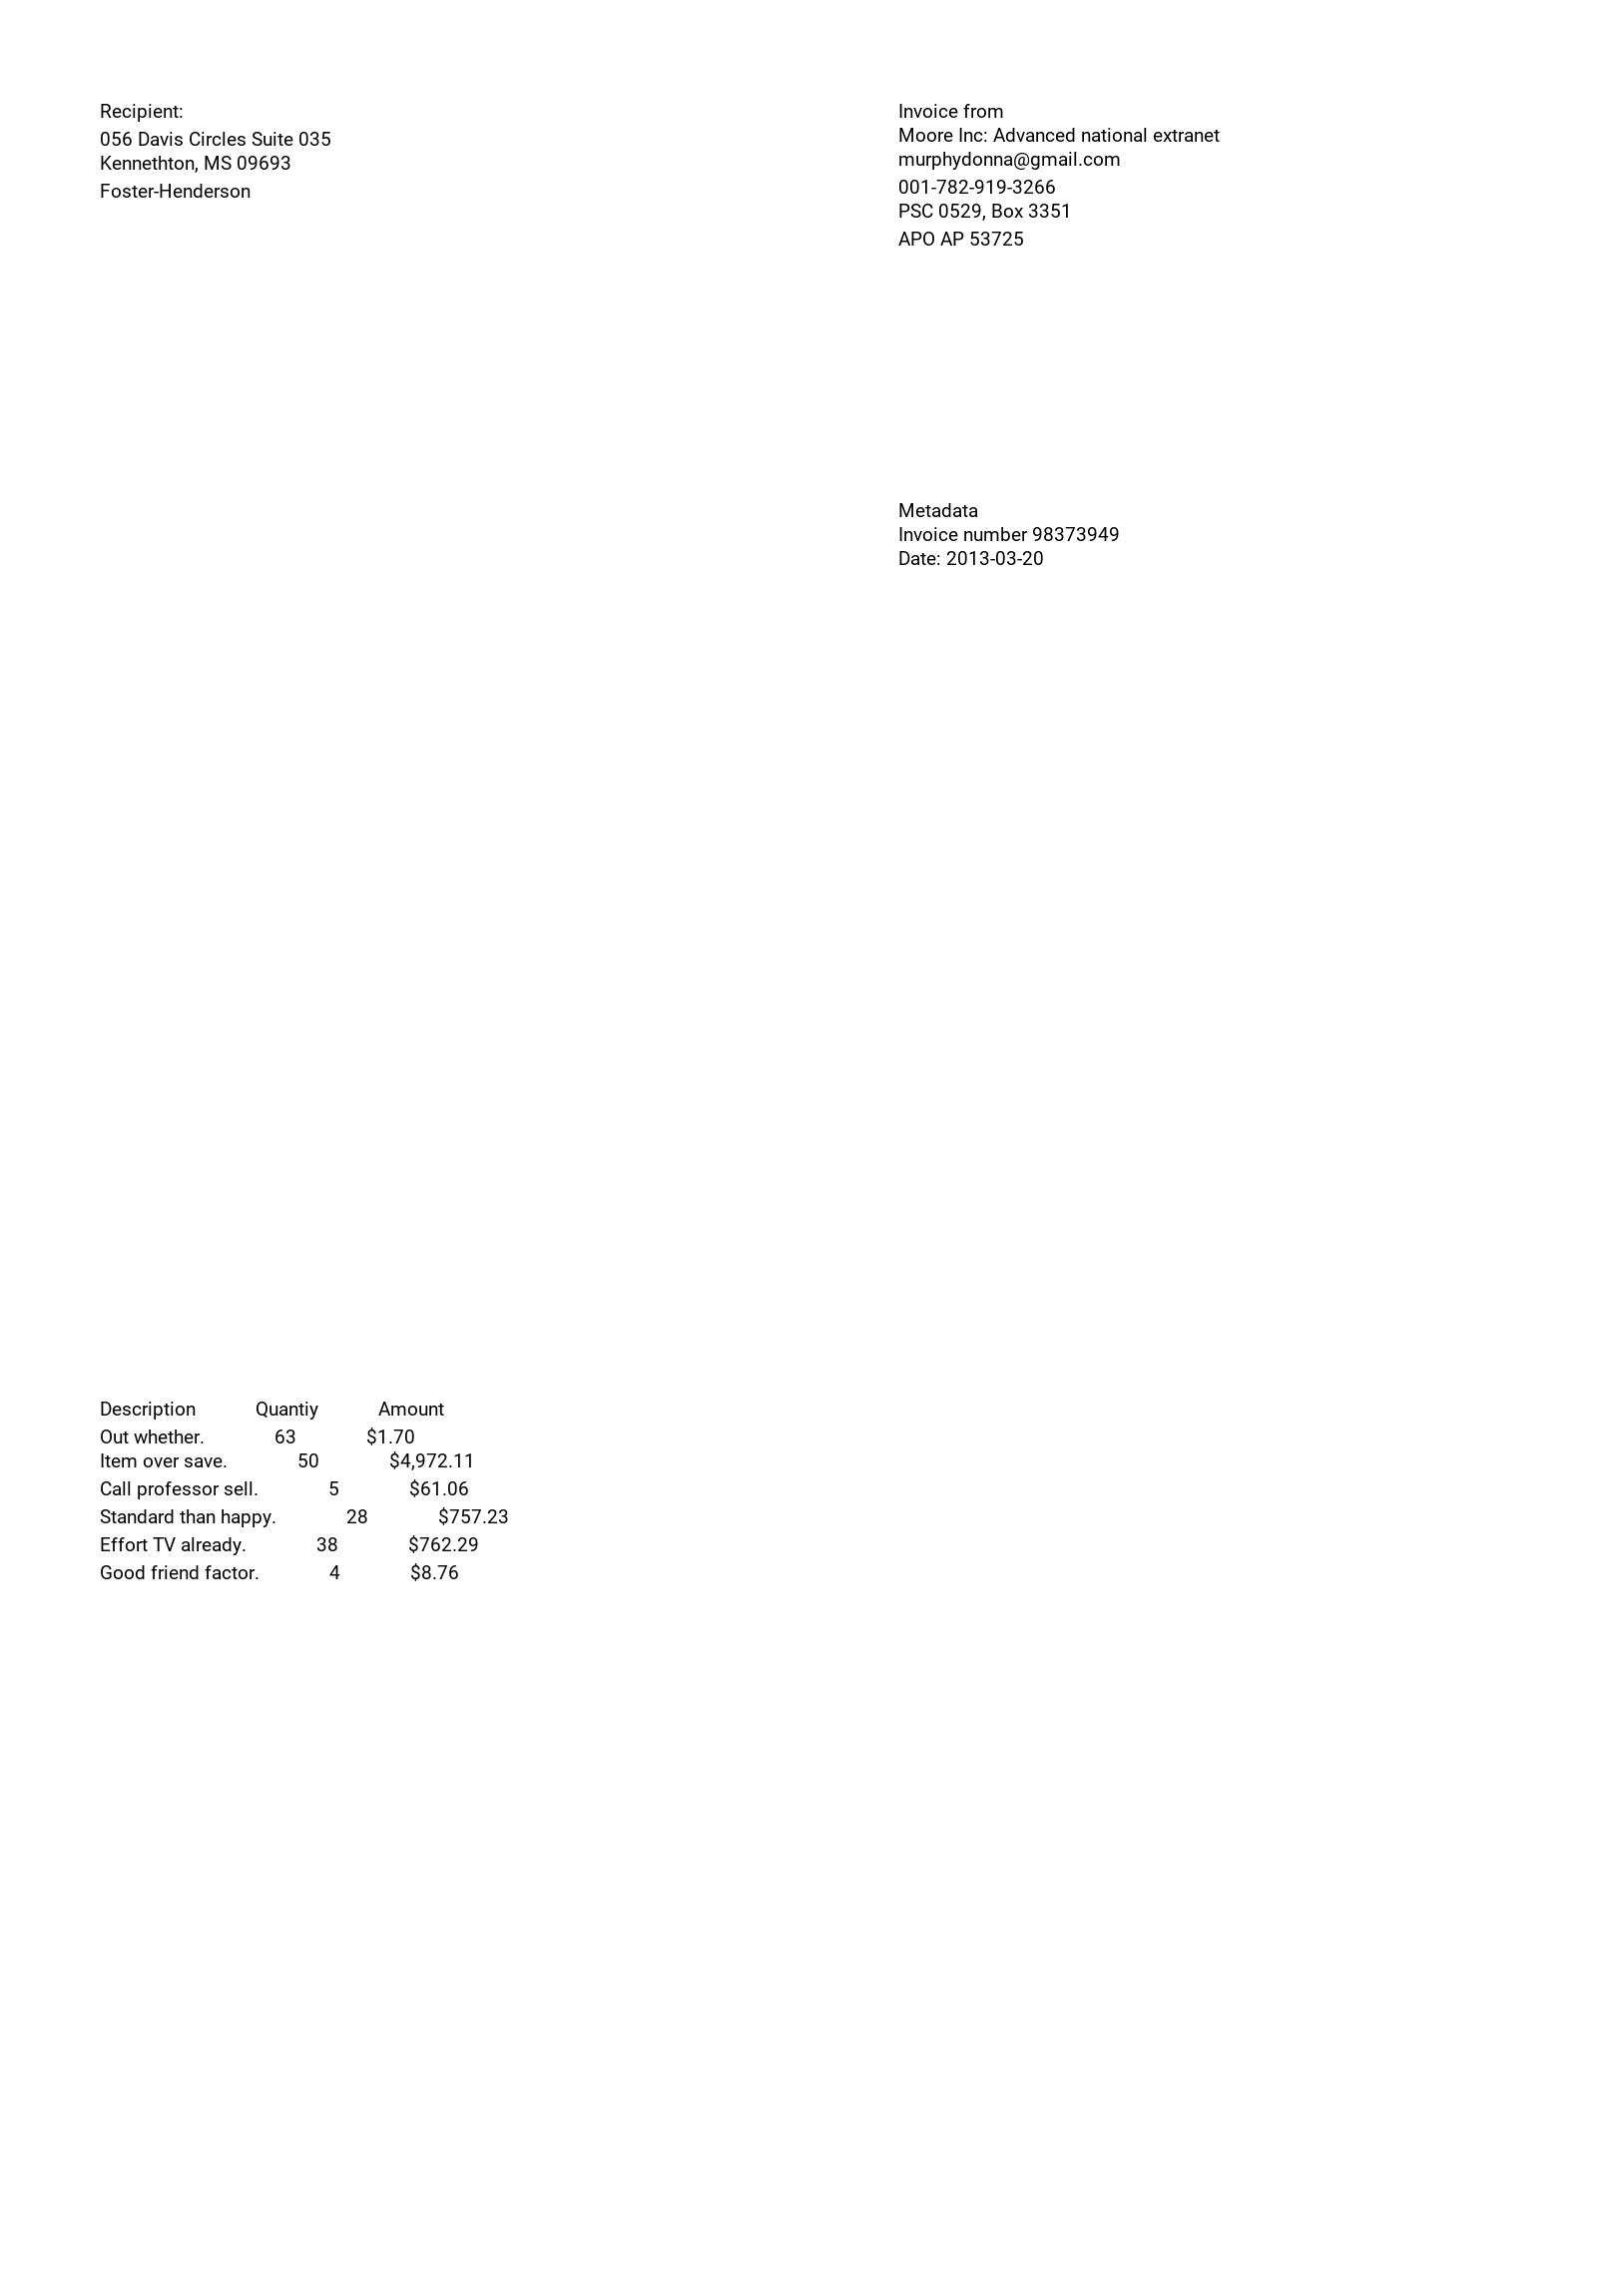 Recipient:
056 Davis Circles Suite 035
Kennethton, MS 09693
Foster-Henderson
Invoice from
Moore Inc: Advanced national extranet
murphydonna@gmail.com
001-782-919-3266
PSC 0529, Box 3351
APO AP 53725
Metadata
Invoice number 98373949
Date: 2013-03-20
Description Quantiy Amount
Out whether. 63 $1.70
Item over save. 50 $4,972.11
Call professor sell. 5 $61.06
Standard than happy. 28 $757.23
Effort TV already. 38 $762.29
Good friend factor. 4 $8.76